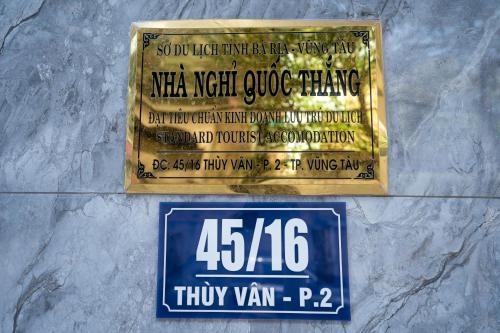 SỞ DU LỊCH TỈNH BÀ RỊA - VŨNG TÀU
NHÀ NGHỈ QUỐC THẮNG
ĐẠT TIÊU CHUẨN KINH DOANH LƯU TRÚ DU LỊCH
STANDARD TOURIST ACCOMODATION
ĐC: 45/16 THÙY VÂN - P. 2 - TP. VŨNG TÀU
45/16
THÙY VÂN - P.2